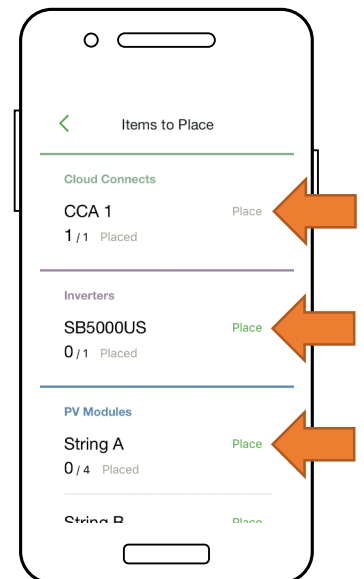 Items to Place
Cloud Connects
CCA 1 Place
1 / 1 Placed
Inverters
SB5000US Place
0 / 1 Placed
PV Modules
String A Place
0 / 4 Placed
String B Place